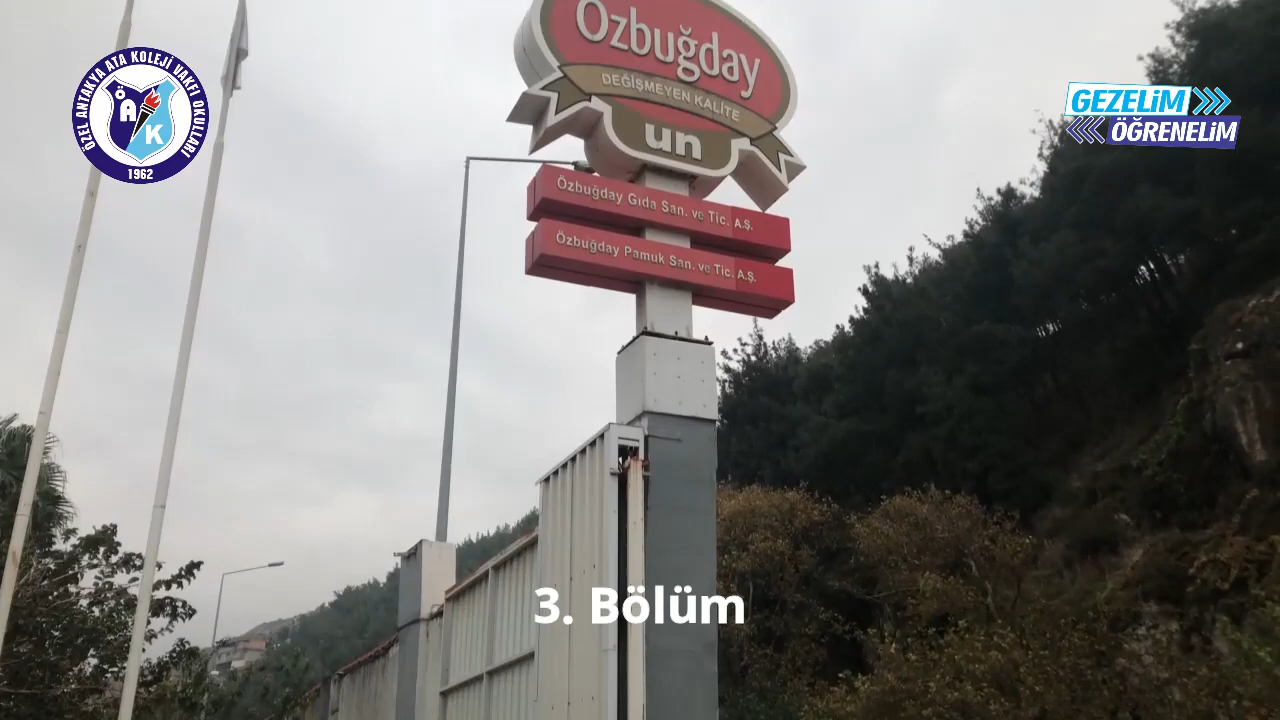 ÖZEL ANTAKYA ATA KOLEJİ VAKFI OKULLARI
ÖAK
1962
Özbuğday
DEĞİŞMEYEN KALİTE
un
Özbuğday Gıda San. ve Tic. A.Ş.
Özbuğday Pamuk San. ve Tic. A.Ş.
GEZELİM
ÖĞRENELİM
3. Bölüm